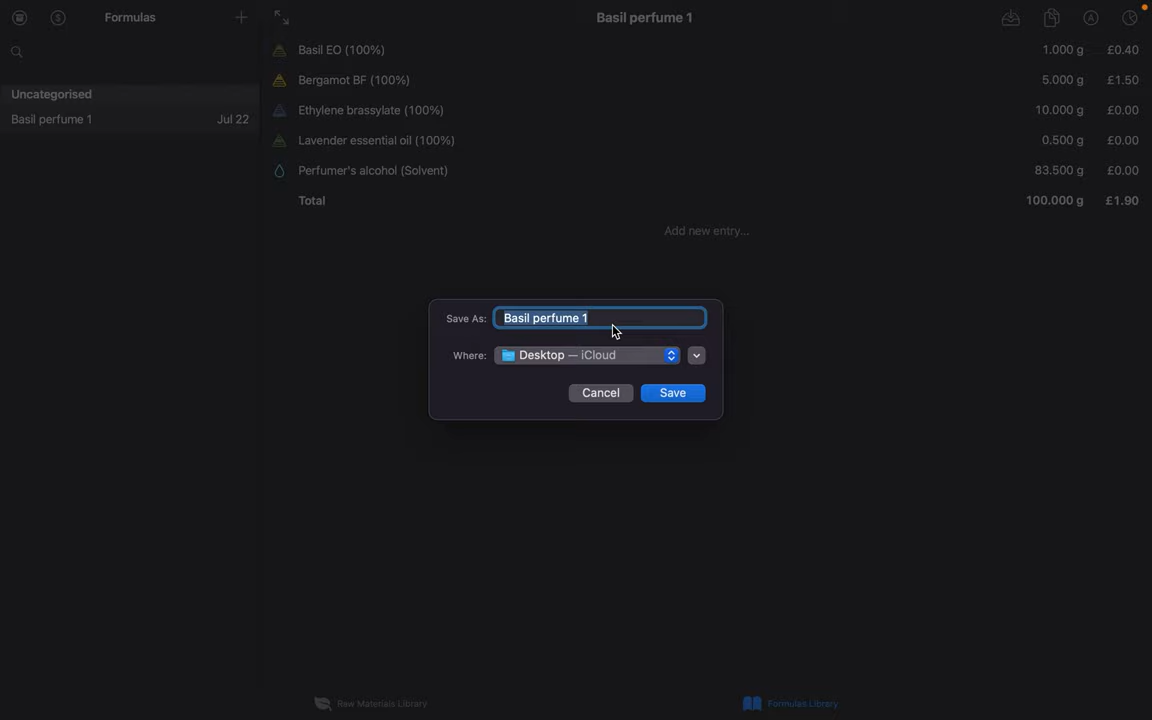 Formulas
Basil perfume 1
Uncategorised
Basil perfume 1 Jul 22
Basil EO (100%) 1.000 g £0.40
Bergamot BF (100%) 5.000 g £1.50
Ethylene brassylate (100%) 10.000 g £0.00
Lavender essential oil (100%) 0.500 g £0.00
Perfumer's alcohol (Solvent) 83.500 g £0.00
Total 100.000 g £1.90
Add new entry...
Save As: Basil perfume 1
Where: Desktop — iCloud
Cancel Save
Raw Materials Library Formulas Library